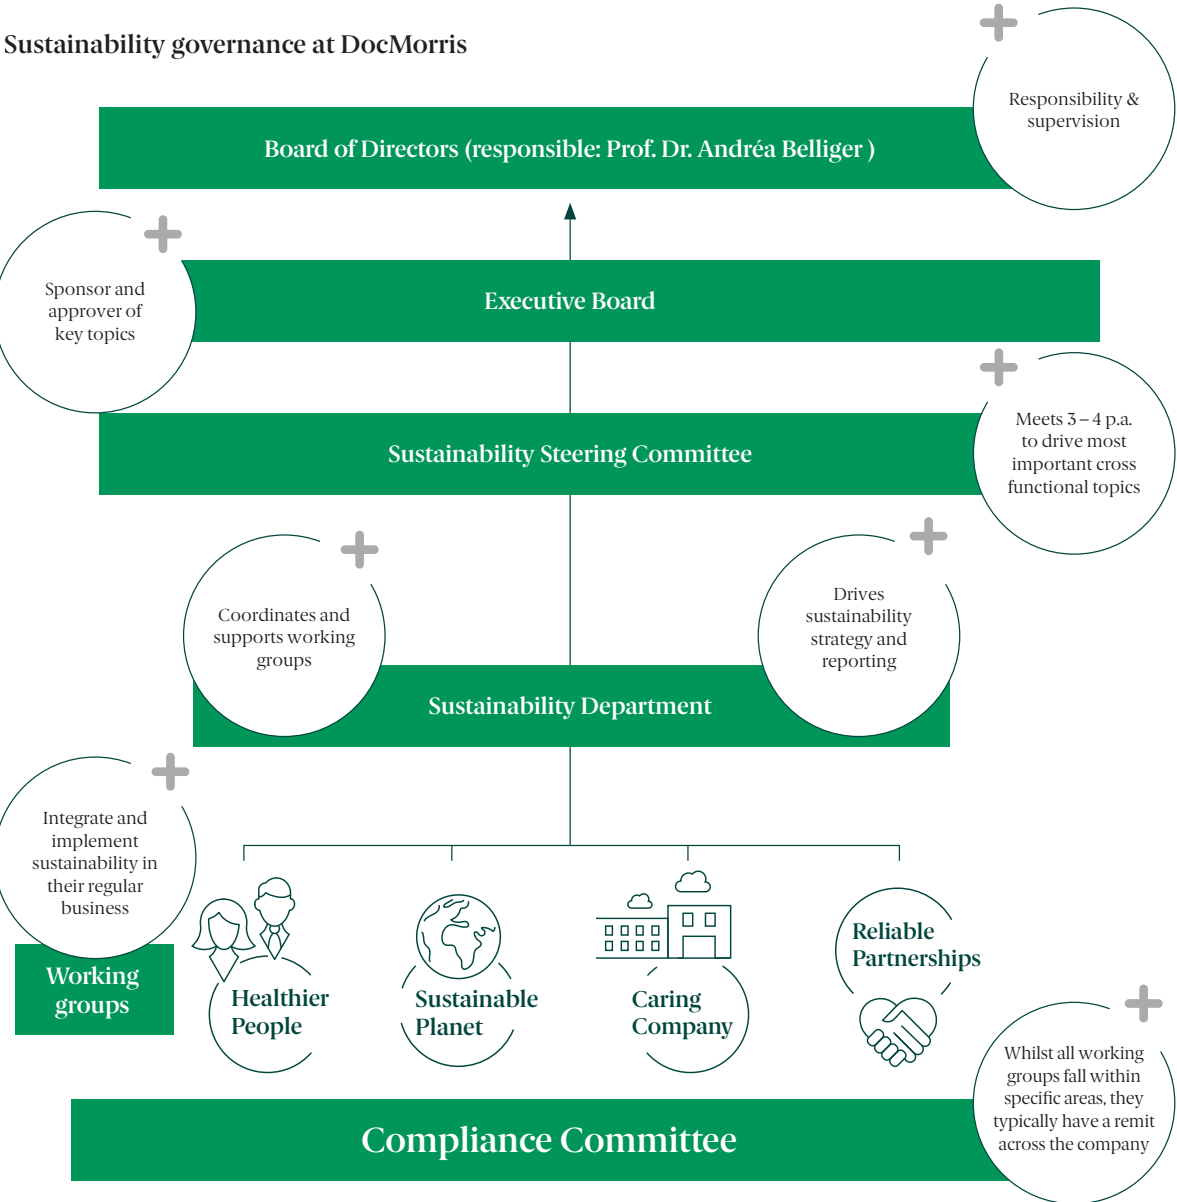 Sustainability governance at DocMorris
Responsibility &
supervision
Board of Directors (responsible: Prof. Dr. Andréa Belliger )
Sponsor and
approver of
key topics
Executive Board
Meets 3 – 4 p.a.
to drive most
important cross
functional topics
Sustainability Steering Committee
Coordinates and
supports working
groups
Drives
sustainability
strategy and
reporting
Sustainability Department
Integrate and
implement
sustainability in
their regular
business
Working
groups
Healthier
People
Sustainable
Planet
Caring
Company
Reliable
Partnerships
Whilst all working
groups fall within
specific areas, they
typically have a remit
across the company
Compliance Committee